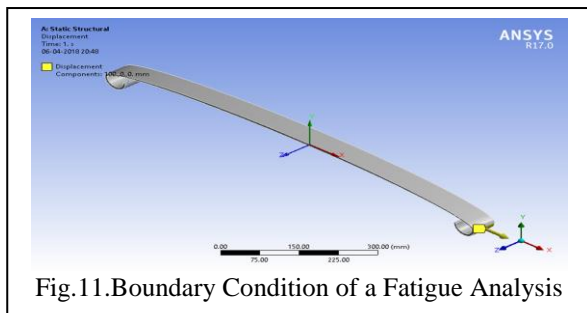 A: Static Structural
Displacement
Time: 1. s
06-04-2018 20:48
Displacement
Components: 100, 0, 0, mm
ANSYS
R17.0
Y
Z X
Y
Z X
0.00 150.00 300.00 (mm)
75.00 225.00
Fig.11.Boundary Condition of a Fatigue Analysis